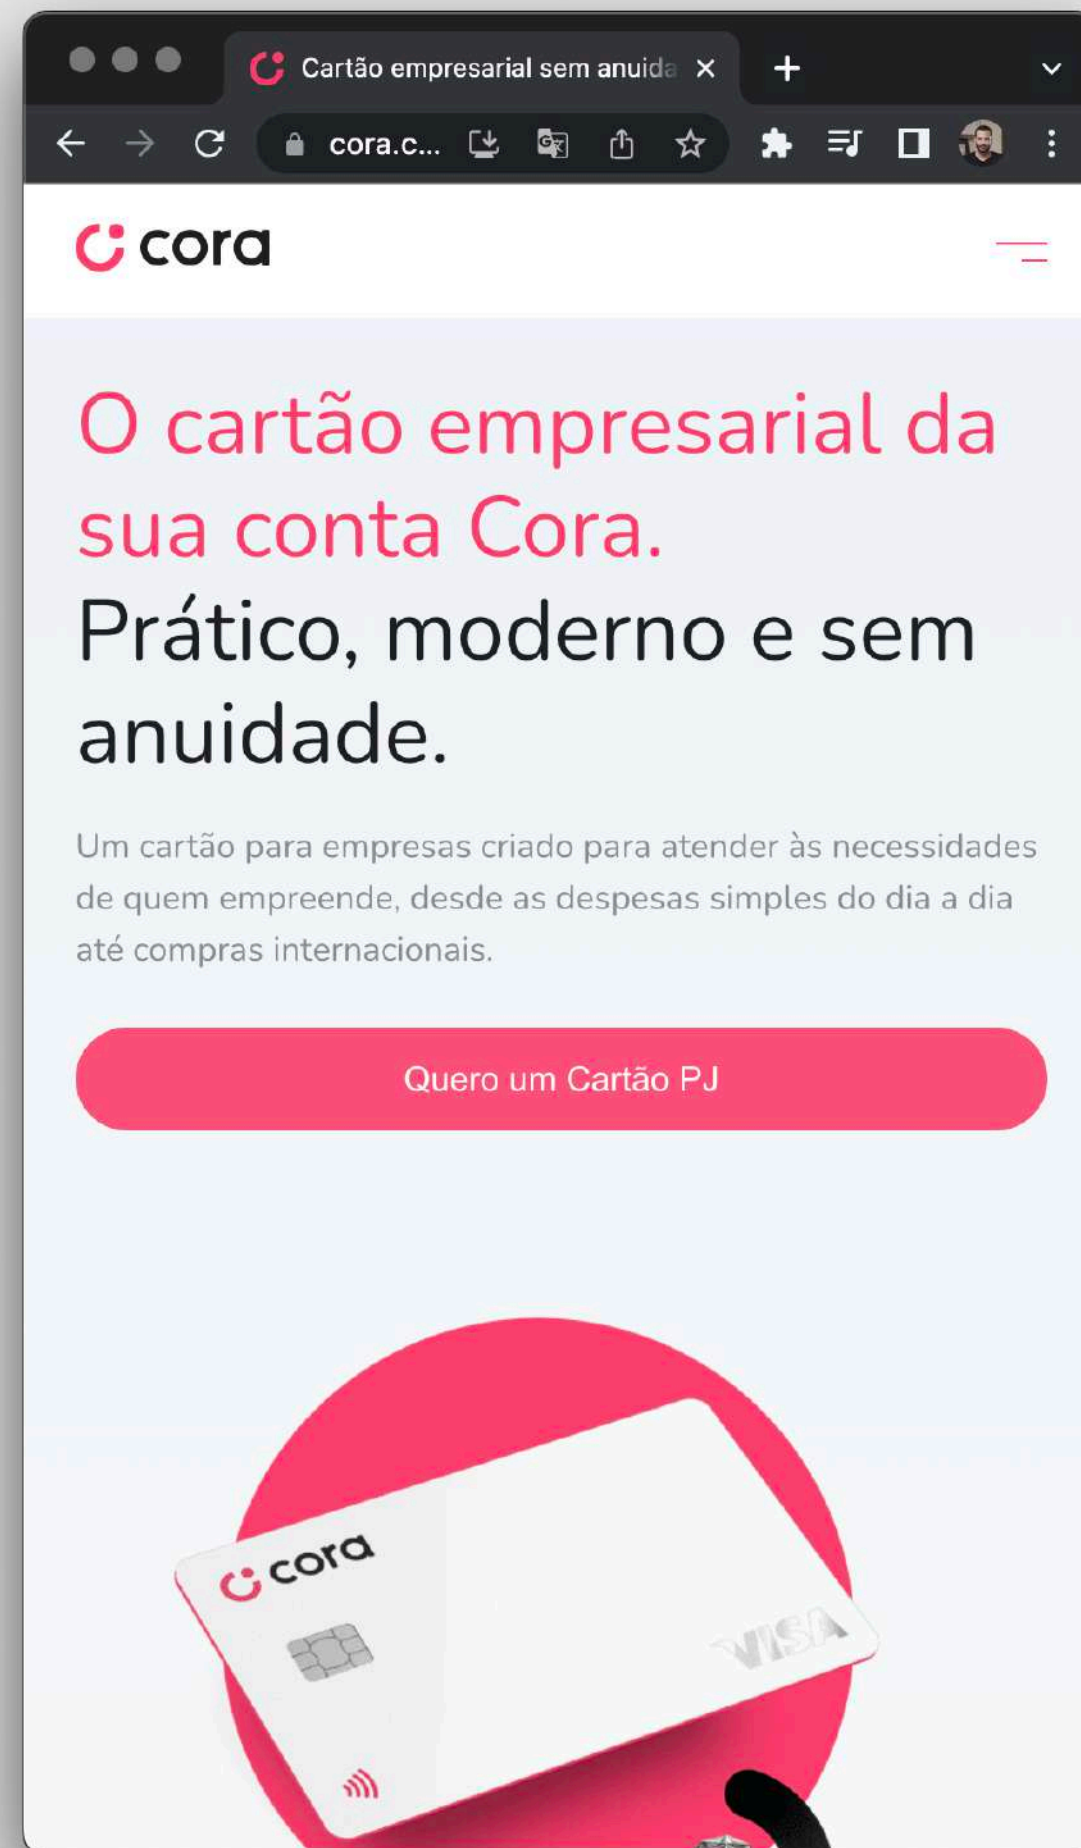 Cartão empresarial sem anuida
cora.c...
cora
O cartão empresarial da
sua conta Cora.
Prático, moderno e sem
anuidade.
Um cartão para empresas criado para atender às necessidades
de quem empreende, desde as despesas simples do dia a dia
até compras internacionais.
Quero um Cartão PJ
cora
VISA